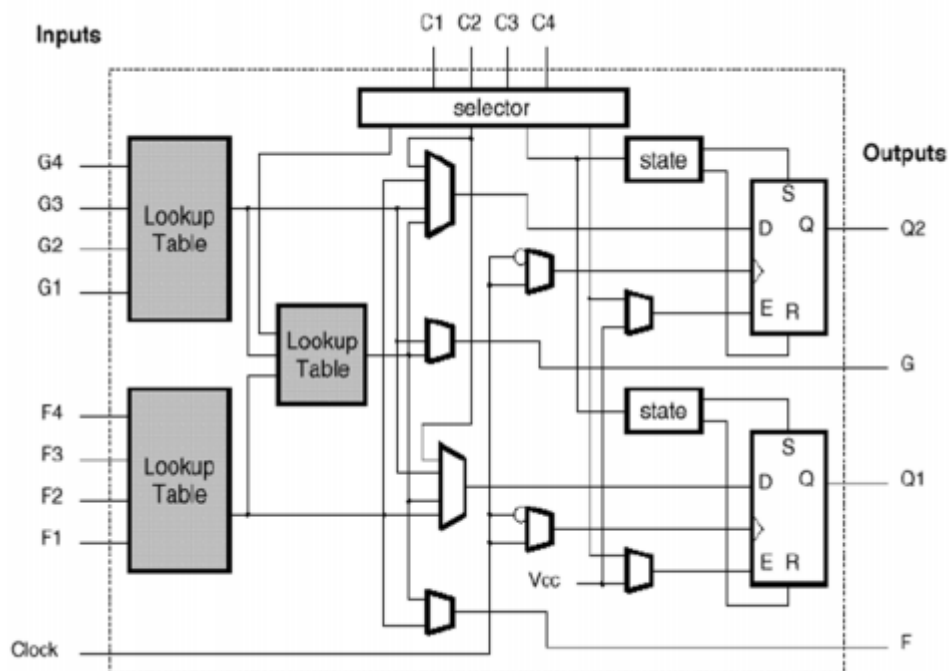 Inputs
C1 C2 C3 C4
selector
G4
G3
G2
G1
Lookup
Table
Lookup
Table
F4
F3
F2
F1
Lookup
Table
state
S
D Q
E R
state
S
D Q
E R
Vcc
Clock
Outputs
Q2
G
Q1
F